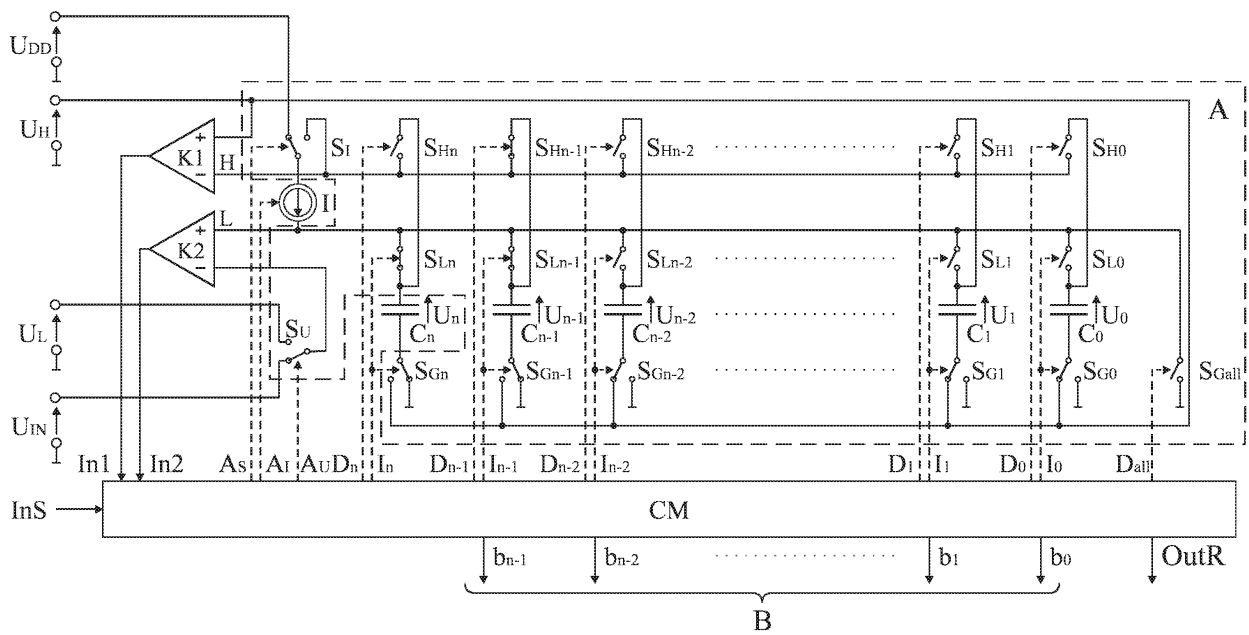 UDD
UH
A
K1
+
−
H
SI
SHn
SHn-1
SHn-2
SH1
SH0
I
K2
+
−
L
SLn
SLn-1
SLn-2
SL1
SL0
UL
SU
Un
Un-1
Un-2
U1
U0
Cn
Cn-1
Cn-2
C1
C0
SGn
SGn-1
SGn-2
SG1
SG0
SGall
UIN
In1 In2 AS AI AU Dn In Dn-1 In-1 Dn-2 In-2 D1 I1 D0 I0 Dall
InS
CM
bn-1 bn-2 b1 b0 OutR
B